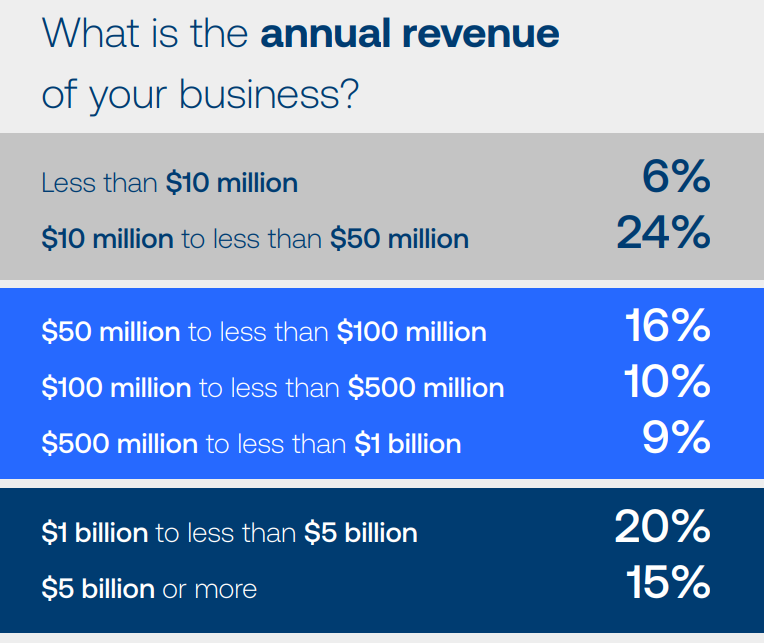 What is the annual revenue
of your business?
Less than $10 million 6%
$10 million to less than $50 million 24%
$50 million to less than $100 million 16%
$100 million to less than $500 million 10%
$500 million to less than $1 billion 9%
$1 billion to less than $5 billion 20%
$5 billion or more 15%